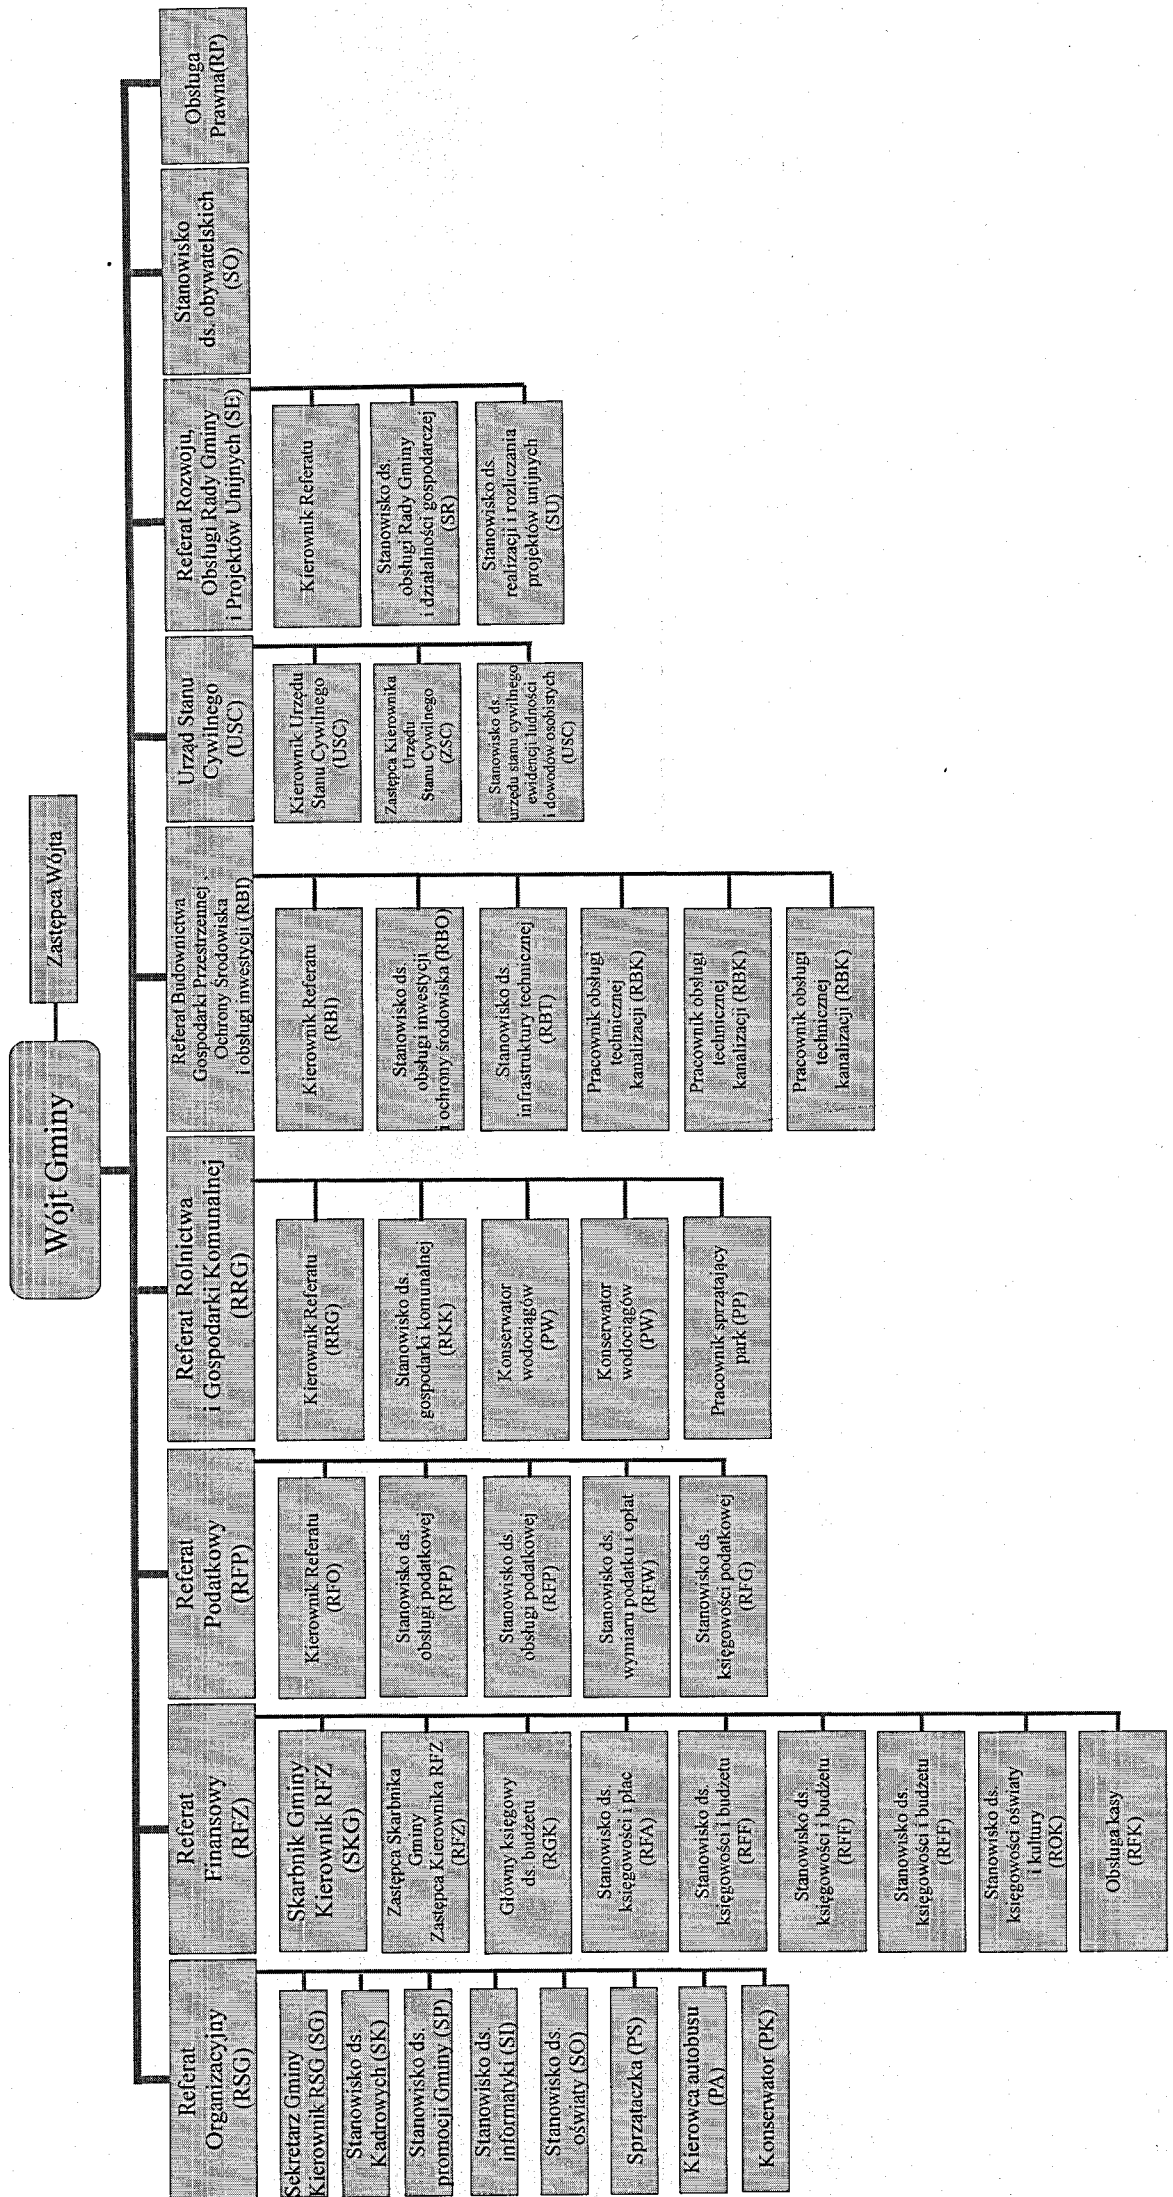 Wójt Gminy
Zastępca Wójta
Referat
Organizacyjny
(RSG)
Sekretarz Gminy
Kierownik RSG (SG)
Stanowisko ds.
Kadrowych (SK)
Stanowisko ds.
promocji Gminy (SP)
Stanowisko ds.
informatyki (SI)
Stanowisko ds.
oświaty (SO)
Sprzątaczka (PS)
Kierowca autobusu
(PA)
Konserwator (PK)
Referat
Finansowy
(RFZ)
Skarbnik Gminy
Kierownik RFZ
(SKG)
Zastępca Skarbnika
Gminy
Zastępca Kierownika RFZ
(RFZ)
Główny księgowy
ds. budżetu
(RGK)
Stanowisko ds.
księgowości i płac
(RFA)
Stanowisko ds.
księgowości i budżetu
(RFF)
Stanowisko ds.
księgowości i budżetu
(RFF)
Stanowisko ds.
księgowości i budżetu
(RFF)
Stanowisko ds.
księgowości oświaty
i kultury
(ROK)
Obsługa kasy
(RFK)
Referat
Podatkowy
(RFP)
Kierownik Referatu
(RFO)
Stanowisko ds.
obsługi podatkowej
(RFP)
Stanowisko ds
obsługi podatkowej
(RFP)
Stanowisko ds.
wymiaru podatku i opłat
(RFW)
Stanowisko ds.
księgowości podatkowej
(RFG)
Referat Rolnictwa
i Gospodarki Komunalnej
(RRG)
Kierownik Referatu
(RRG)
Stanowisko ds.
gospodarki komunalnej
(RKK)
Konserwator
wodociągów
(PW)
Konserwator
wodociągów
(PW)
Pracownik sprzątający
park (PP)
Referat Budownictwa
Gospodarki Przestrzennej ,
Ochrony Środowiska
i obsługi inwestycji (RBI)
Kierownik Referatu
(RBI)
Stanowisko ds.
obsługi inwestycji
i ochrony środowiska (RBO)
Stanowisko ds.
infrastruktury technicznej
(RBT)
Pracownik obsługi
technicznej
kanalizacji (RBK)
Pracownik obsługi
technicznej
kanalizacji (RBK)
Pracownik obsługi
technicznej
kanalizacji (RBK)
Urząd Stanu
Cywilnego
(USC)
Kierownik Urzędu
Stanu Cywilnego
(USC)
Zastępca Kierownika
Urzędu
Stanu Cywilnego
(ZSC)
Stanowisko ds.
urzędu stanu cywilnego
ewidencji ludności
i dowodów osobistych
(USC)
Referat Rozwoju,
Obsługi Rady Gminy
i Projektów Unijnych (SE)
Kierownik Referatu
Stanowisko ds.
obsługi Rady Gminy
i działalności gospodarczej
(SR)
Stanowisko ds.
realizacji i rozliczania
projektów unijnych
(SU)
Stanowisko
ds. obywatelskich
(SO)
Obsługa
Prawna(RP)